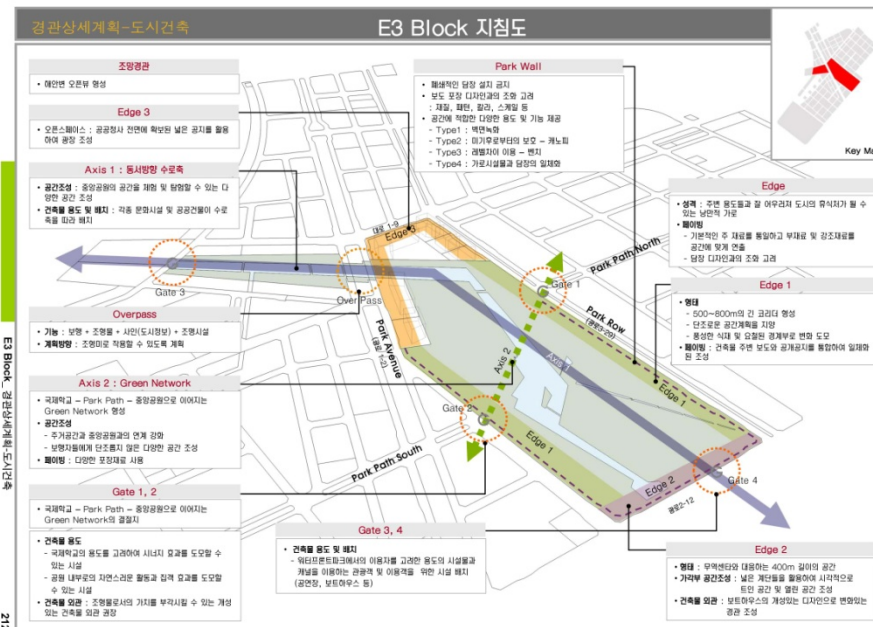 경관상세계획-도시건축
E3 Block 지침도
조망경관
• 해안변 오픈뷰 형성
Edge 3
• 오픈스페이스 : 공공청사 전면에 확보된 넓은 공지를 활용
하여 광장 조성
Axis 1 : 동서방향 수로축
• 공간조성 : 중앙공원의 공간을 체험 및 탐험할 수 있는 다
양한 공간 조성
• 건축물 용도 및 배치 : 각종 문화시설 및 공공건물이 수로
축을 따라 배치
Overpass
• 기능 : 보행 + 조형물 + 사인(도시정보) + 조명시설
• 계획방향 : 조형미로 작용할 수 있도록 계획
Axis 2 : Green Network
• 국제학교 – Park Path – 중앙공원으로 이어지는
Green Network 형성
• 공간조성
- 주거공간과 중앙공원과의 연계 강화
- 보행자들에게 단조롭지 않은 다양한 공간 조성
• 페이빙 : 다양한 포장재료 사용
Gate 1, 2
• 국제학교 – Park Path – 중앙공원으로 이어지는
Green Network의 결절지
• 건축물 용도
- 국제학교의 용도를 고려하여 시너지 효과를 도모할 수
있는 시설
- 공원 내부로의 자연스러운 활동과 집객 효과를 도모할
수 있는 시설
• 건축물 외관 : 조형물로서의 가치를 부각시킬 수 있는 개성
있는 건축물 외관 권장
Park Wall
• 폐쇄적인 담장 설치 금지
• 보도 포장 디자인과의 조화 고려
: 재질, 패턴, 칼라, 스케일 등
• 공간에 적합한 다양한 용도 및 기능 제공
- Type1 : 벽면녹화
- Type2 : 미기후로부터의 보호 – 캐노피
- Type3 : 레벨차이 이용 – 벤치
- Type4 : 가로시설물과 담장의 일체화
Key Ma
Edge
• 성격 : 주변 용도들과 잘 어우러져 도시의 휴식처가 될 수
있는 낭만적 가로
• 페이빙
- 기본적인 주 재료를 통일하고 부재료 및 강조재료를
공간에 맞게 연출
- 담장 디자인과의 조화 고려
Edge 1
• 형태
- 500~800m의 긴 코리더 형성
- 단조로운 공간계획을 지양
- 풍성한 식재 및 요철된 경계부로 변화 도모
• 페이빙 : 건축물 주변 보도와 공개공지를 통합하여 일체화
된 조성
대로 1-9
Edge 3
Gate 3
Over Pass
Gate 1
Park Path North
Park Row
(광로3-29)
Park Avenue
(광로 1-2)
Axis 2
Axis 1
Gate 2
Edge 1
Edge 1
Park Path South
Edge 2
Gate 4
광로2-12
Gate 3, 4
• 건축물 용도 및 배치
- 워터프론트파크에서의 이용자를 고려한 용도의 시설물과
캐널을 이용하는 관광객 및 이용객을 위한 시설 배치
(공연장, 보트하우스 등)
Edge 2
• 형태 : 무역센타와 대응하는 400m 길이의 공간
• 가각부 공간조성 : 넓은 계단들을 활용하여 시각적으로
트인 공간 및 열린 공간 조성
• 건축물 외관 : 보트하우스의 개성있는 디자인으로 변화있는
경관 조성
E3 Block_ 경관상세계획-도시건축
212